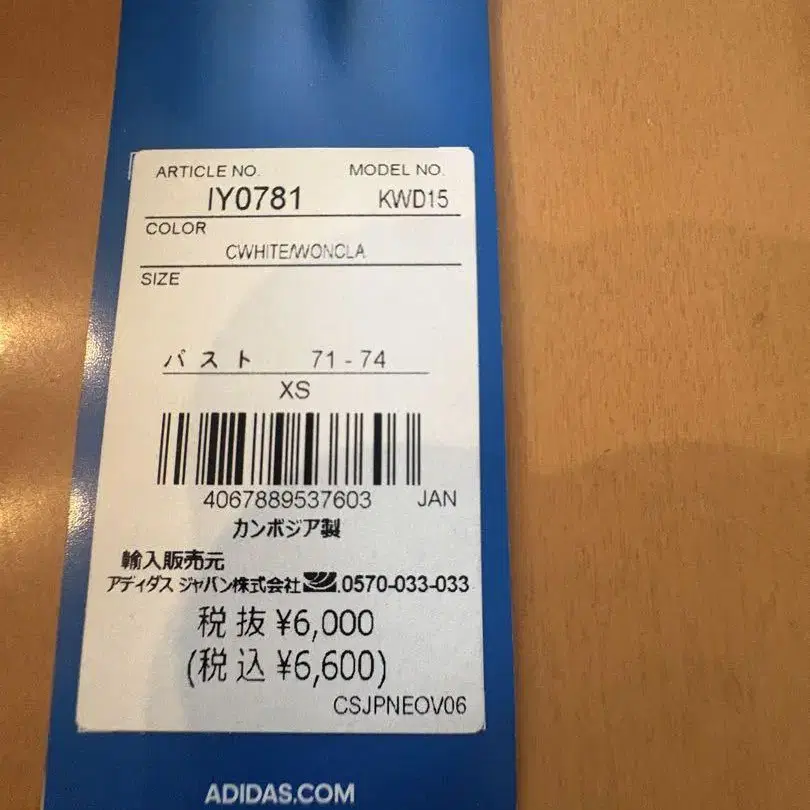 ARTICLE NO. MODEL NO.
IY0781 KWD15
COLOR
CWHITE/WONCLA
SIZE
バスト 71 - 74
XS
4067889537603 JAN
カンボジア製
輸入販売元
アディダス ジャパン株式会社 .0570-033-033
税抜 ¥6,000
(税込 ¥6,600)
CSJPNEOV06
ADIDAS.COM